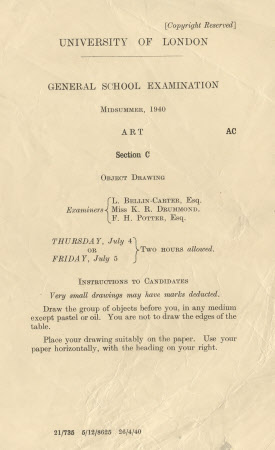 [Copyright Reserved]
UNIVERSITY OF LONDON
GENERAL SCHOOL EXAMINATION
MIDSUMMER, 1940
ART AC
Section C
OBJECT DRAWING
Examiners { L. BELLIN-CARTER, Esq.
Miss K. R. DRUMMOND.
F. H. POTTER, Esq.
THURSDAY, July 4
OR
FRIDAY, July 5
} TWO HOURS allowed.
INSTRUCTIONS TO CANDIDATES
Very small drawings may have marks deducted.
Draw the group of objects before you, in any medium
except pastel or oil. You are not to draw the edges of the
table.
Place your drawing suitably on the paper. Use your
paper horizontally, with the heading on your right.
21/735 5/12/8625 26/4/40